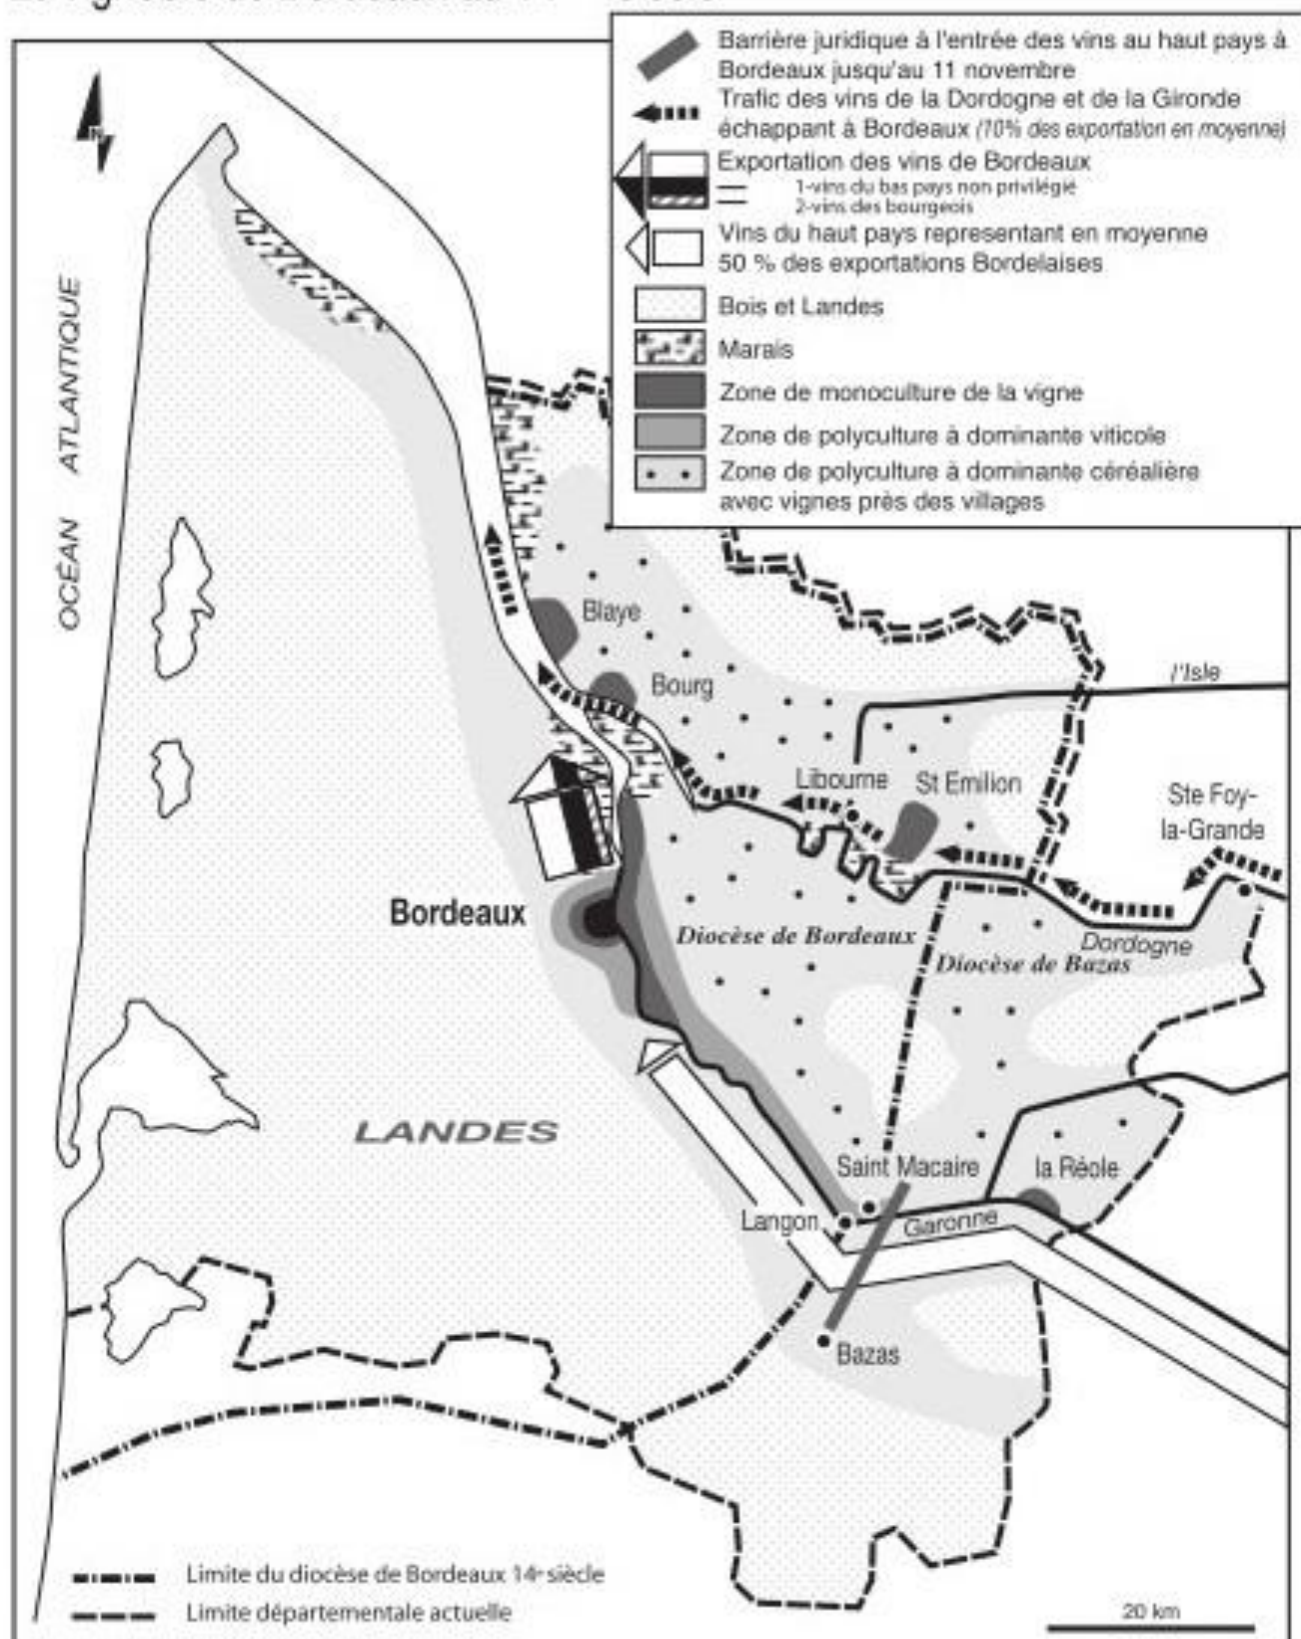 Barrière juridique à l'entrée des vins au haut pays à
Bordeaux jusqu'au 11 novembre
Trafic des vins de la Dordogne et de la Gironde
échappant à Bordeaux (10% des exportation en moyenne)
Exportation des vins de Bordeaux
1-vins du bas pays non privilégié
2-vins des bourgeois
Vins du haut pays representant en moyenne
50 % des exportations Bordelaises
Bois et Landes
Marais
Zone de monoculture de la vigne
Zone de polyculture à dominante viticole
Zone de polyculture à dominante céréalière
avec vignes près des villages
N
OCÉAN ATLANTIQUE
Blaye
Bourg
l'Isle
Libourne
St Emilion
Ste Foy-
la-Grande
Bordeaux
Diocèse de Bordeaux
Dordogne
Diocèse de Bazas
LANDES
Saint Macaire
la Réole
Langon
Garonne
Bazas
Limite du diocèse de Bordeaux 14e siècle
Limite départementale actuelle
20 km